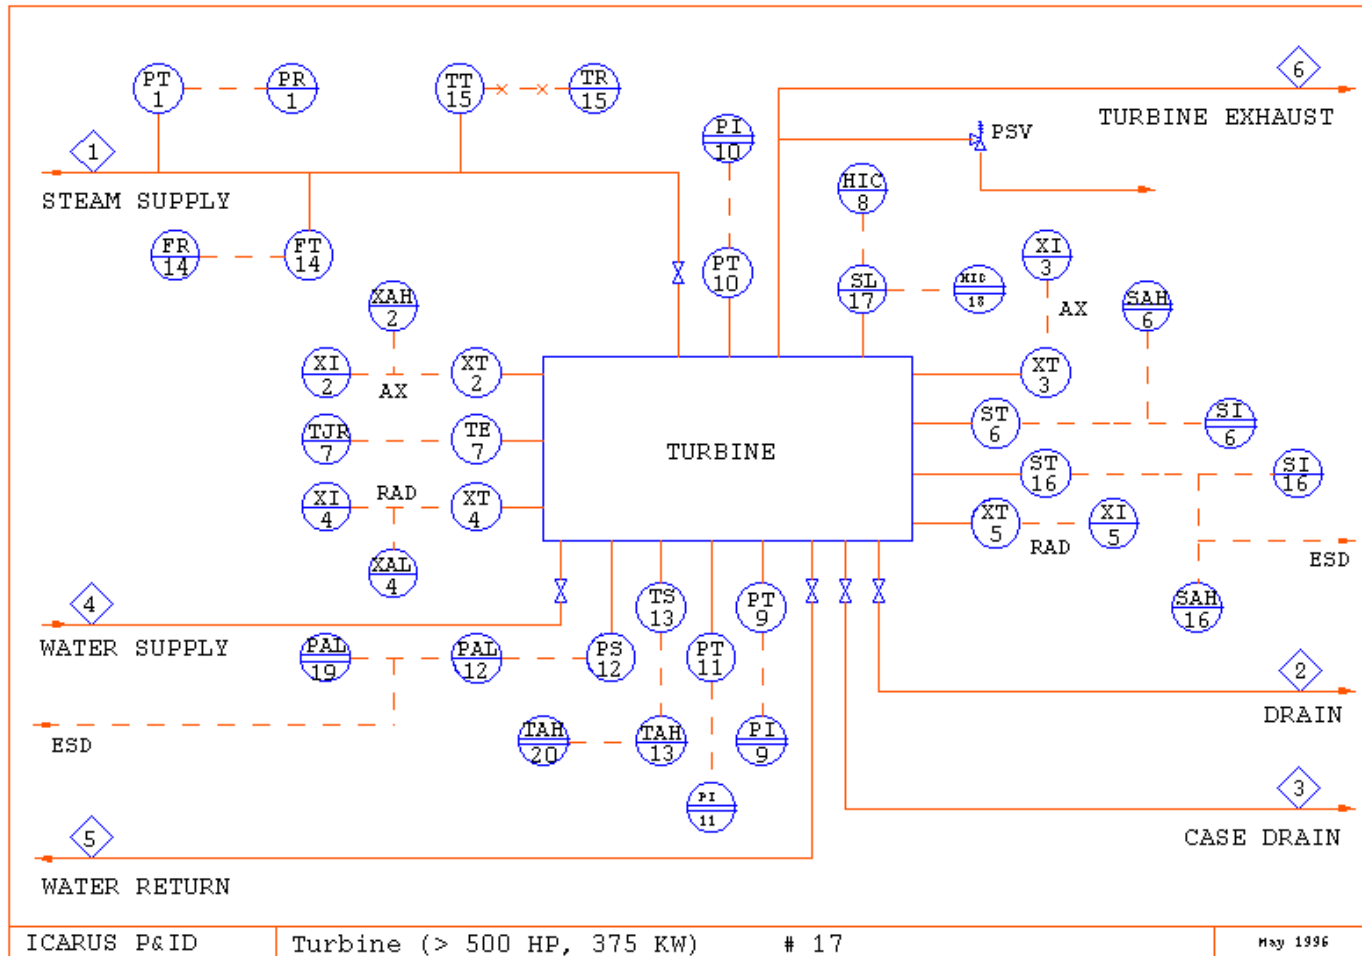 PT
1
PR
1
TT
15
TR
15
6
TURBINE EXHAUST
PI
10
PSV
1
STEAM SUPPLY
HIC
8
FR
14
FT
14
PT
10
XI
3
SL
17
HIC
18
XAH
2
AX
SAH
6
XI
2
XT
2
AX
XT
3
TJR
7
TE
7
TURBINE
ST
6
SI
6
ST
16
SI
16
RAD
XI
4
XT
4
XT
5
XI
5
RAD
ESD
XAL
4
4
WATER SUPPLY
TS
13
PT
9
SAH
16
PAL
19
PAL
12
PS
12
PT
11
2
DRAIN
ESD
TAH
20
TAH
13
PI
9
PI
11
3
CASE DRAIN
5
WATER RETURN
ICARUS P&ID
Turbine (> 500 HP, 375 KW) # 17
May 1996